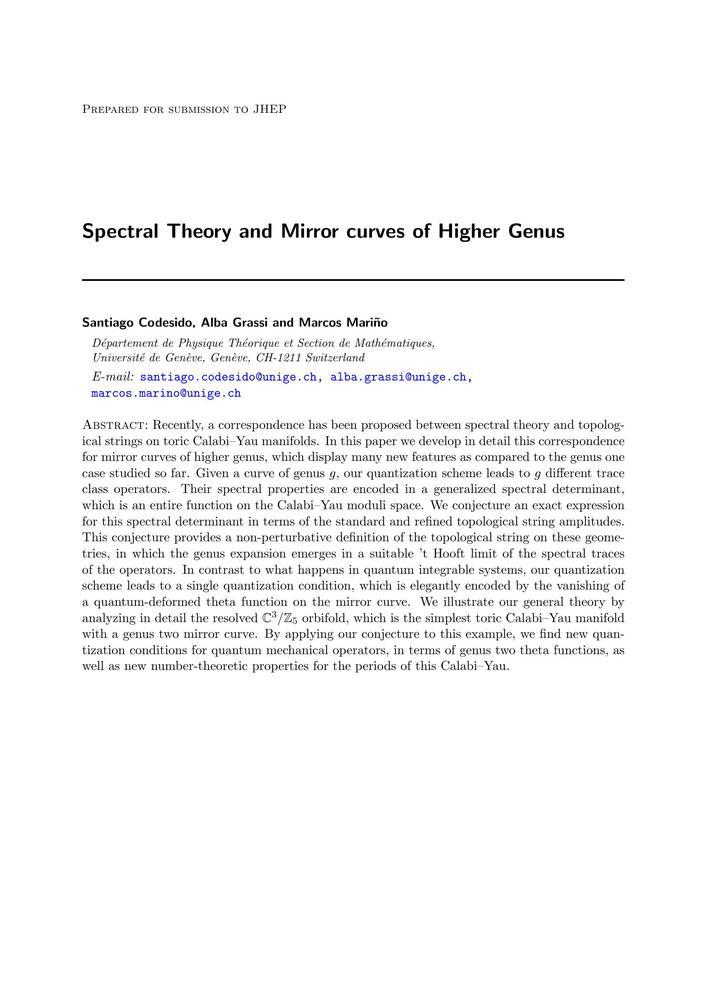 PREPARED FOR SUBMISSION TO JHEP
Spectral Theory and Mirror curves of Higher Genus
Santiago Codesido, Alba Grassi and Marcos Mariño
Département de Physique Théorique et Section de Mathématiques,
Université de Genève, Genève, CH-1211 Switzerland
E-mail: santiago.codesido@unige.ch, alba.grassi@unige.ch,
marcos.marino@unige.ch
ABSTRACT: Recently, a correspondence has been proposed between spectral theory and topolog-
ical strings on toric Calabi–Yau manifolds. In this paper we develop in detail this correspondence
for mirror curves of higher genus, which display many new features as compared to the genus one
case studied so far. Given a curve of genus g, our quantization scheme leads to g different trace
class operators. Their spectral properties are encoded in a generalized spectral determinant,
which is an entire function on the Calabi–Yau moduli space. We conjecture an exact expression
for this spectral determinant in terms of the standard and refined topological string amplitudes.
This conjecture provides a non-perturbative definition of the topological string on these geome-
tries, in which the genus expansion emerges in a suitable 't Hooft limit of the spectral traces
of the operators. In contrast to what happens in quantum integrable systems, our quantization
scheme leads to a single quantization condition, which is elegantly encoded by the vanishing of
a quantum-deformed theta function on the mirror curve. We illustrate our general theory by
analyzing in detail the resolved ℂ³/ℤ₅ orbifold, which is the simplest toric Calabi–Yau manifold
with a genus two mirror curve. By applying our conjecture to this example, we find new quan-
tization conditions for quantum mechanical operators, in terms of genus two theta functions, as
well as new number-theoretic properties for the periods of this Calabi–Yau.